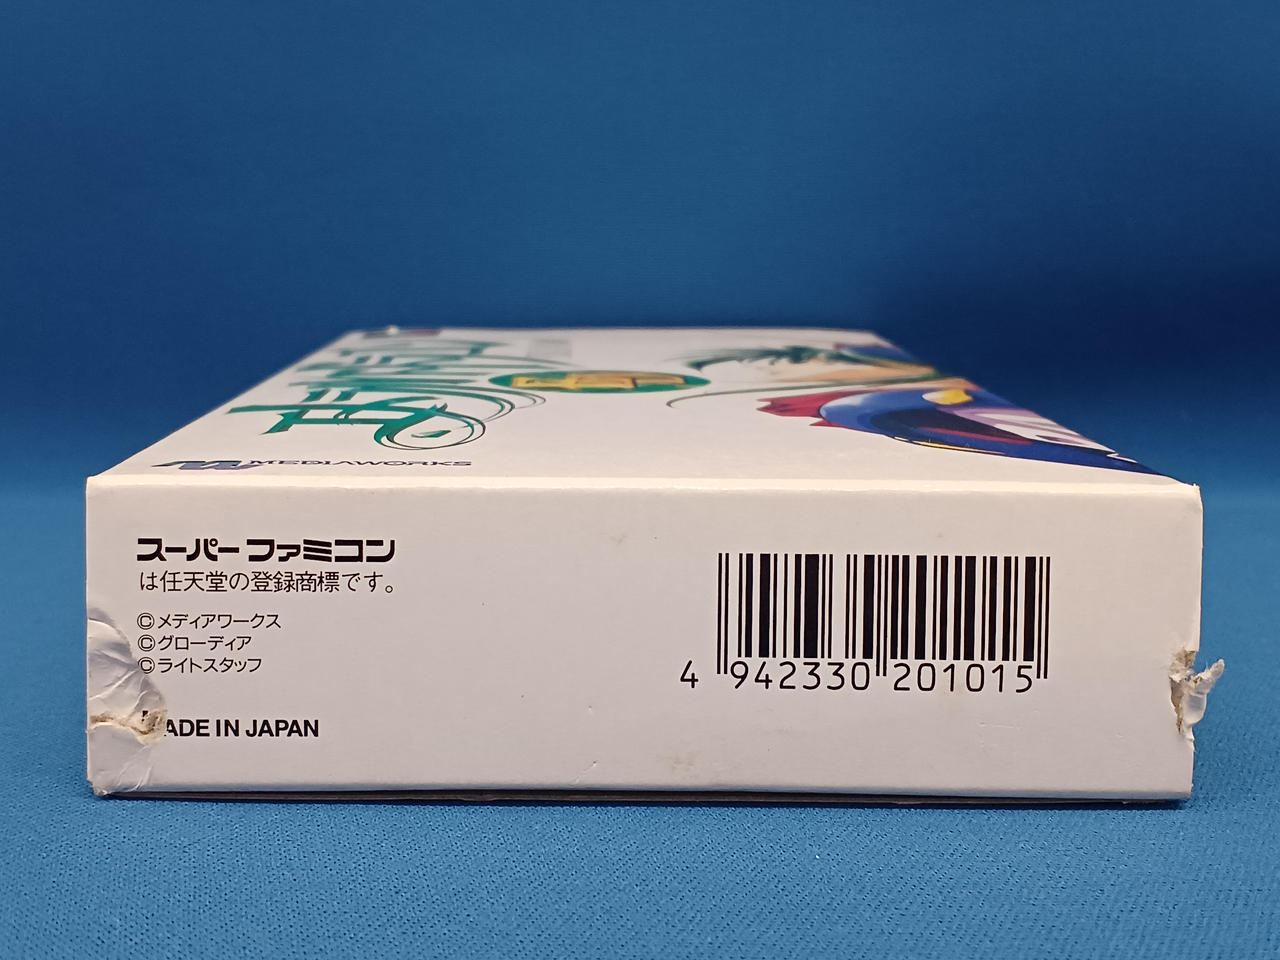 MEDIAWORKS
スーパーファミコン
は任天堂の登録商標です。
©メディアワークス
©グローディア
©ライトスタッフ
MADE IN JAPAN
4 942330 201015